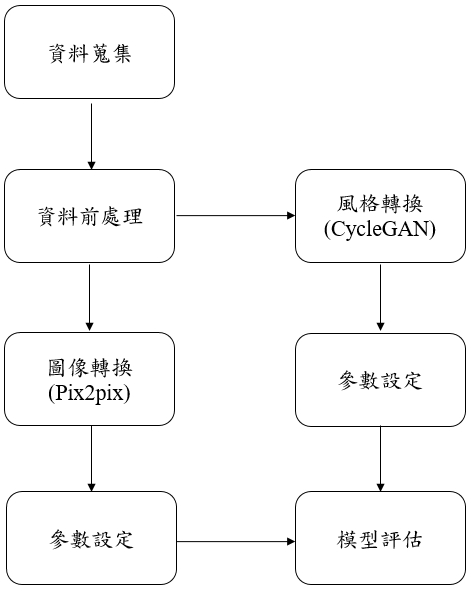 資料蒐集
資料前處理
風格轉換
(CycleGAN)
圖像轉換
(Pix2pix)
參數設定
參數設定
模型評估